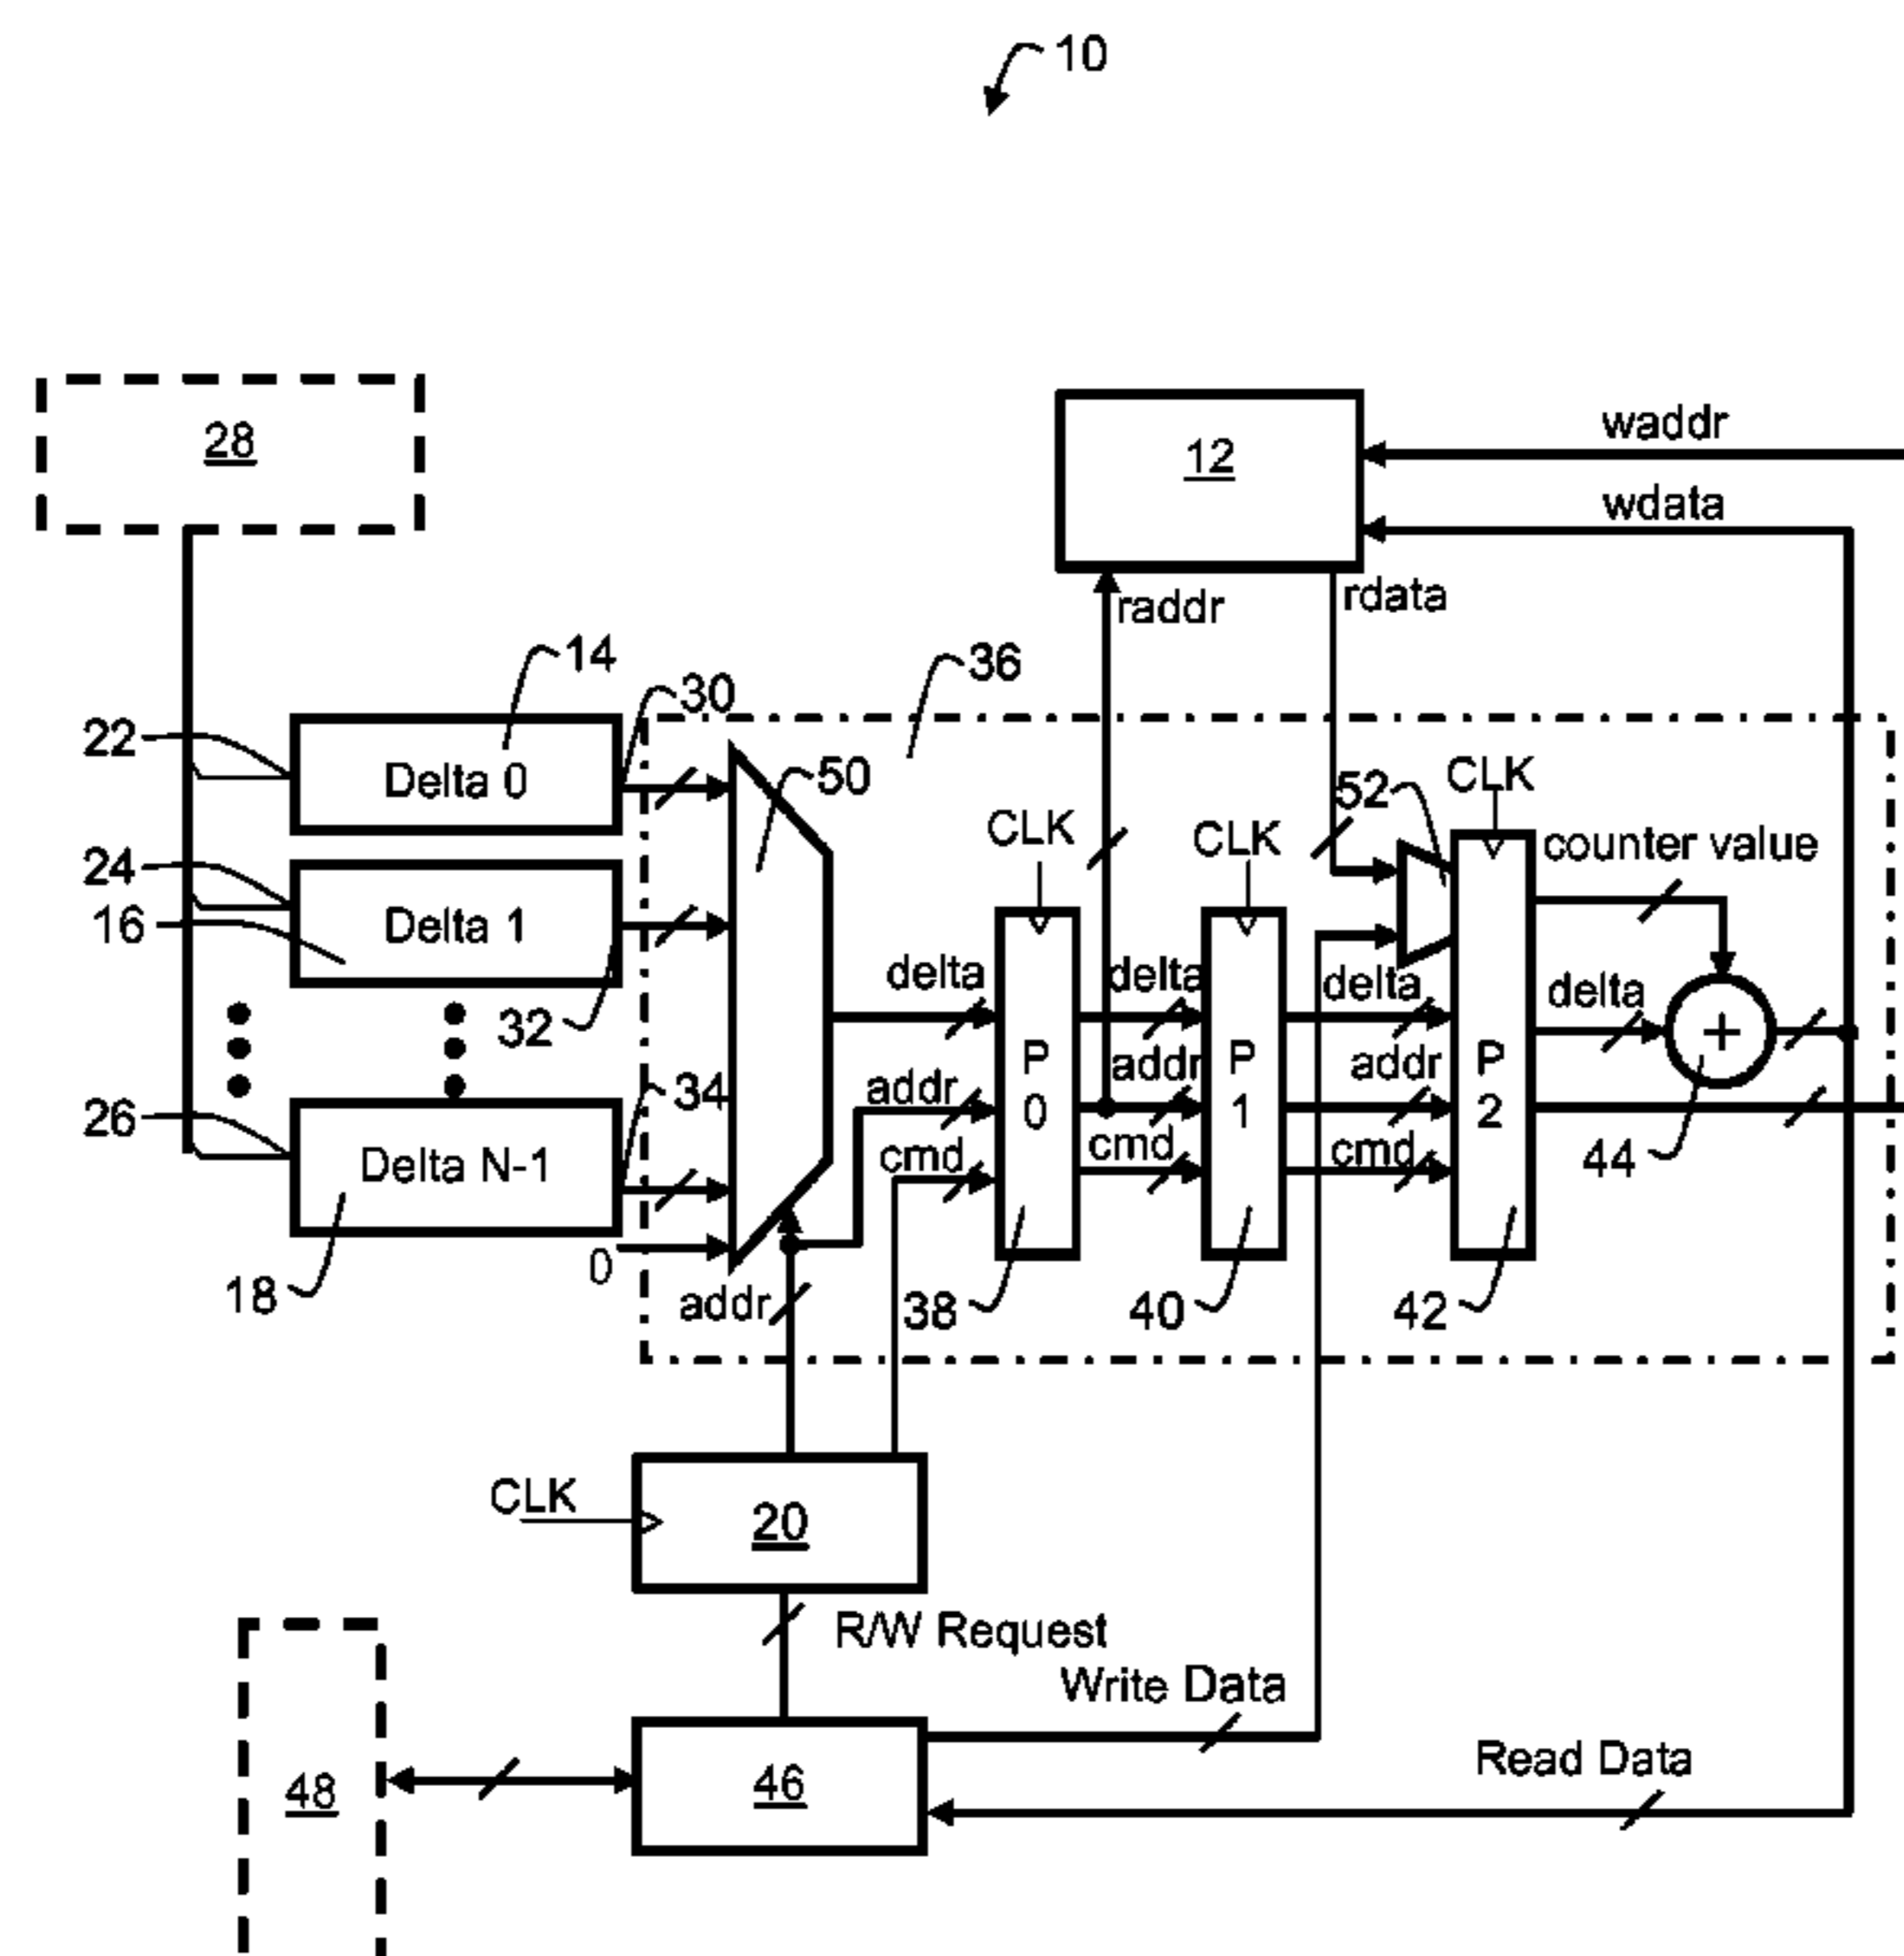 10
28
12
waddr
wdata
raddr
rdata
14
30
36
22
Delta 0
50
52
CLK
CLK
CLK
counter value
24
16
Delta 1
32
delta
delta
delta
delta
P
0
P
1
P
2
+
addr
addr
addr
cmd
cmd
cmd
26
Delta N-1
34
44
18
0
addr
38
40
42
CLK
20
R/W Request
Write Data
48
46
Read Data